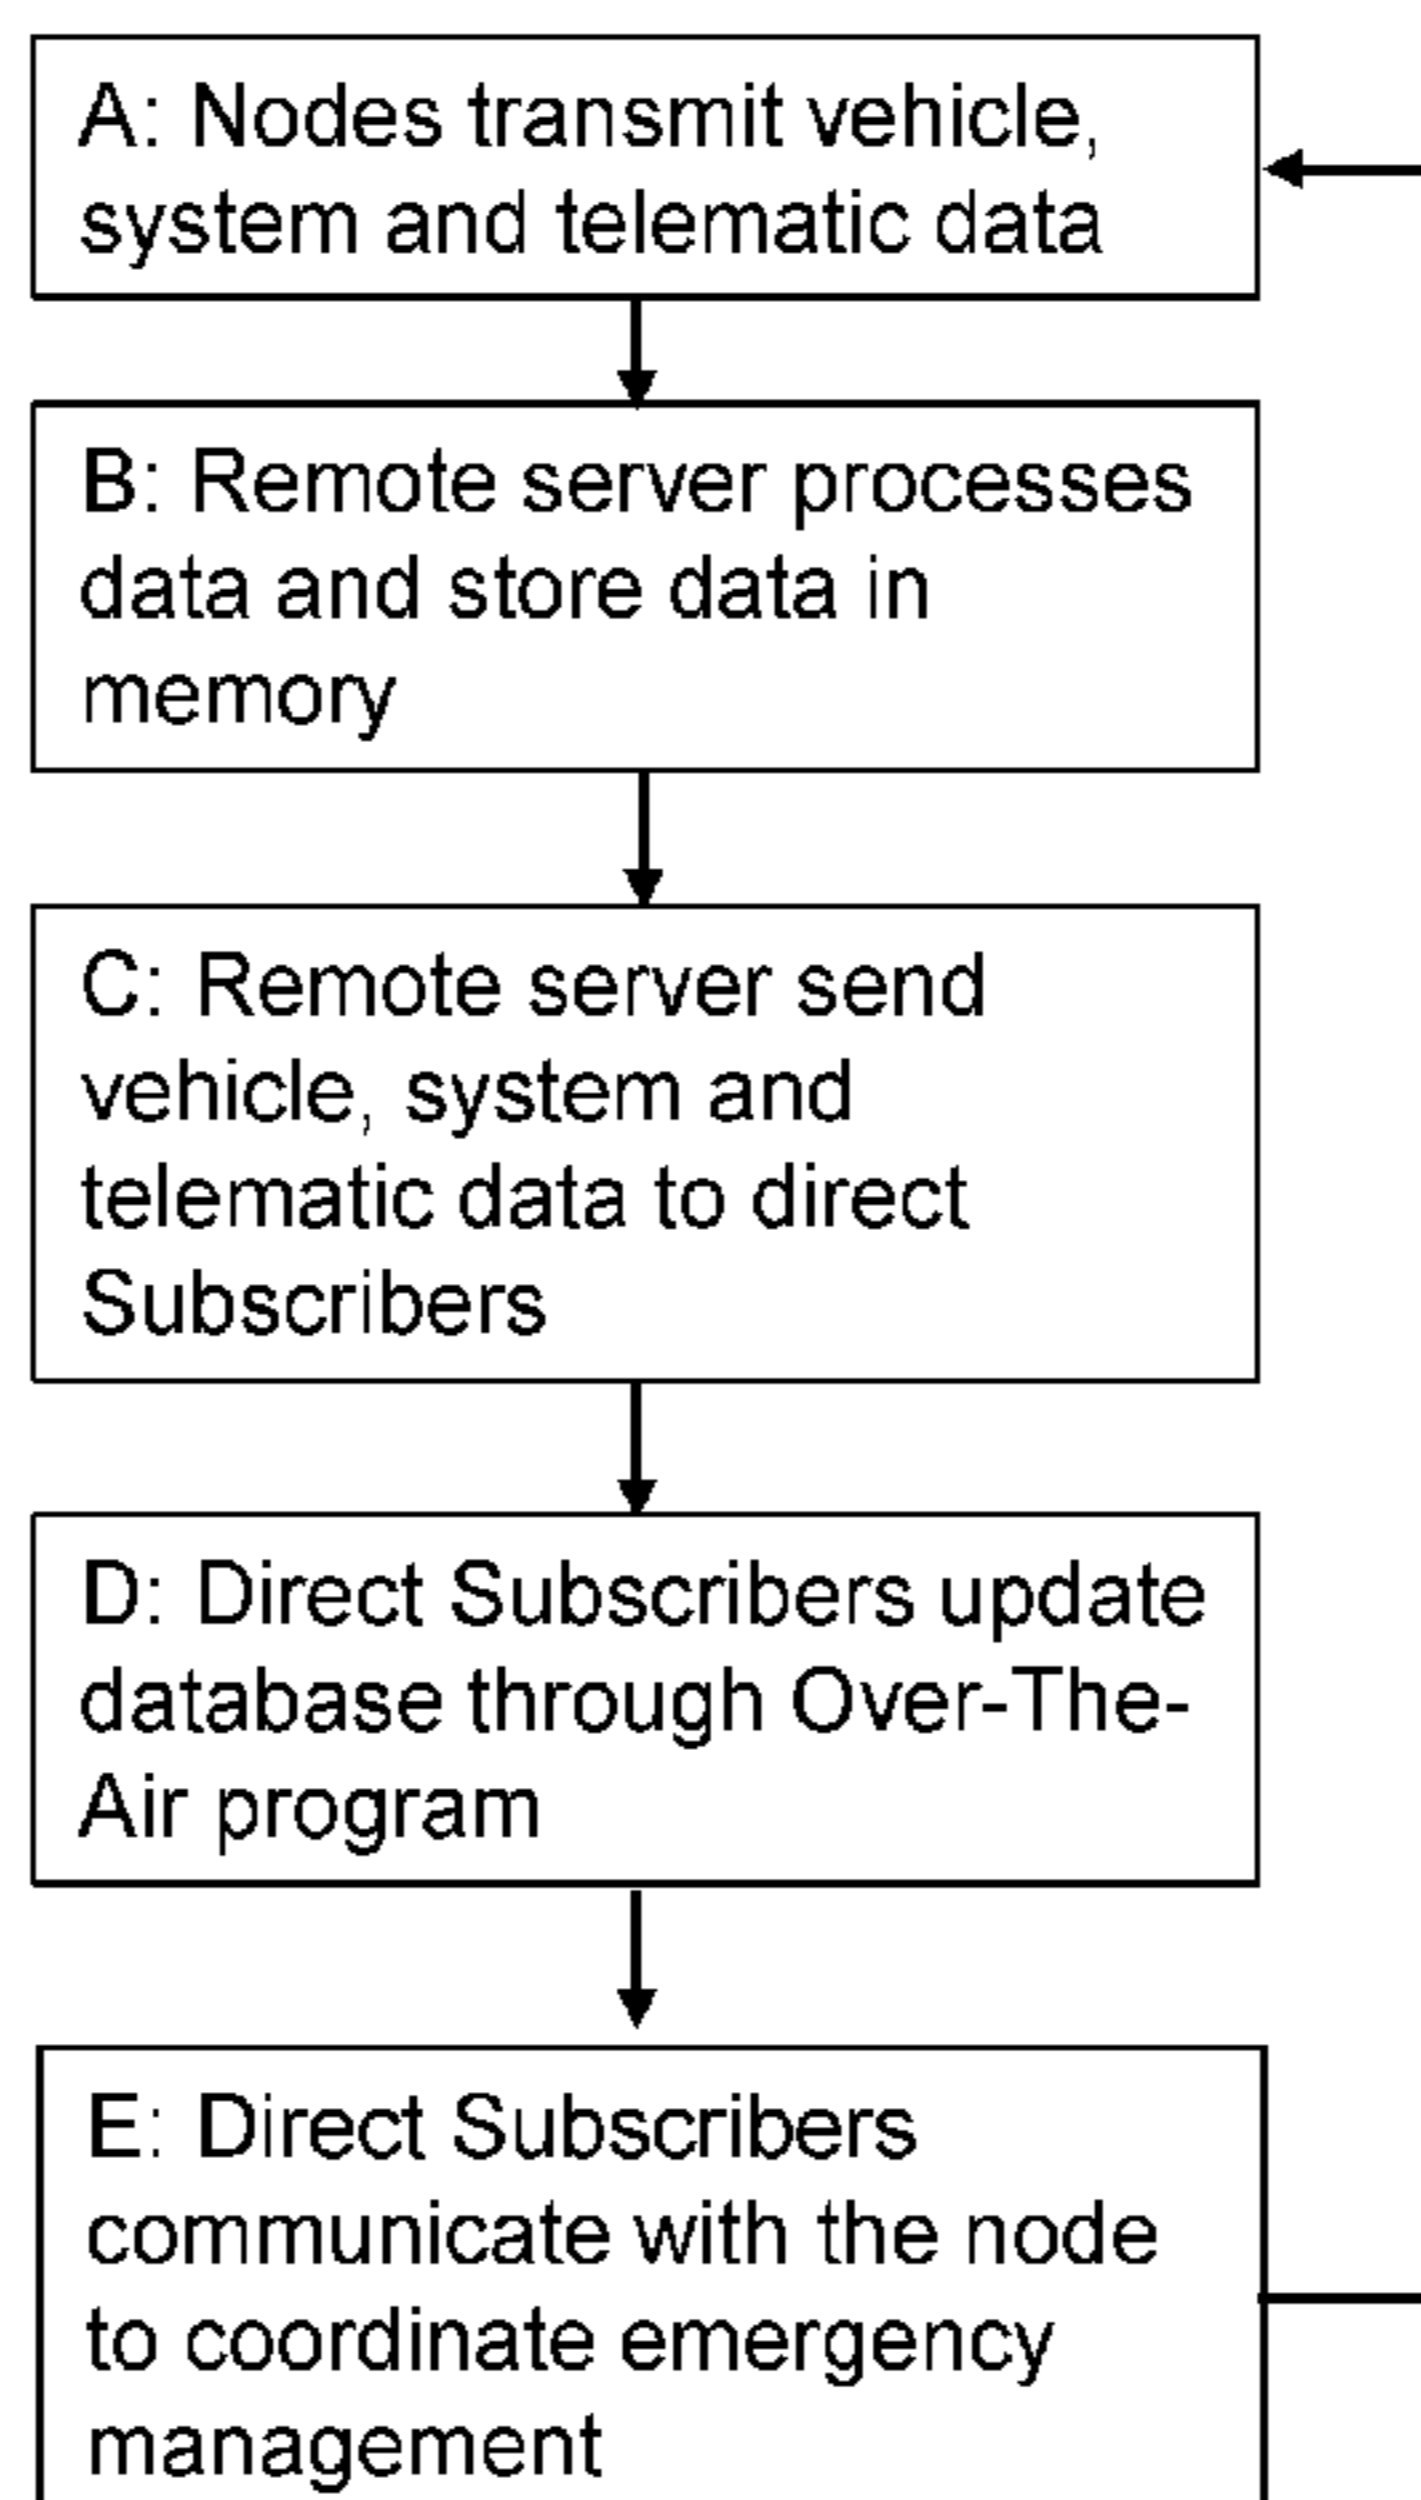 A: Nodes transmit vehicle,
system and telematic data
B: Remote server processes
data and store data in
memory
C: Remote server send
vehicle, system and
telematic data to direct
Subscribers
D: Direct Subscribers update
database through Over-The-
Air program
E: Direct Subscribers
communicate with the node
to coordinate emergency
management